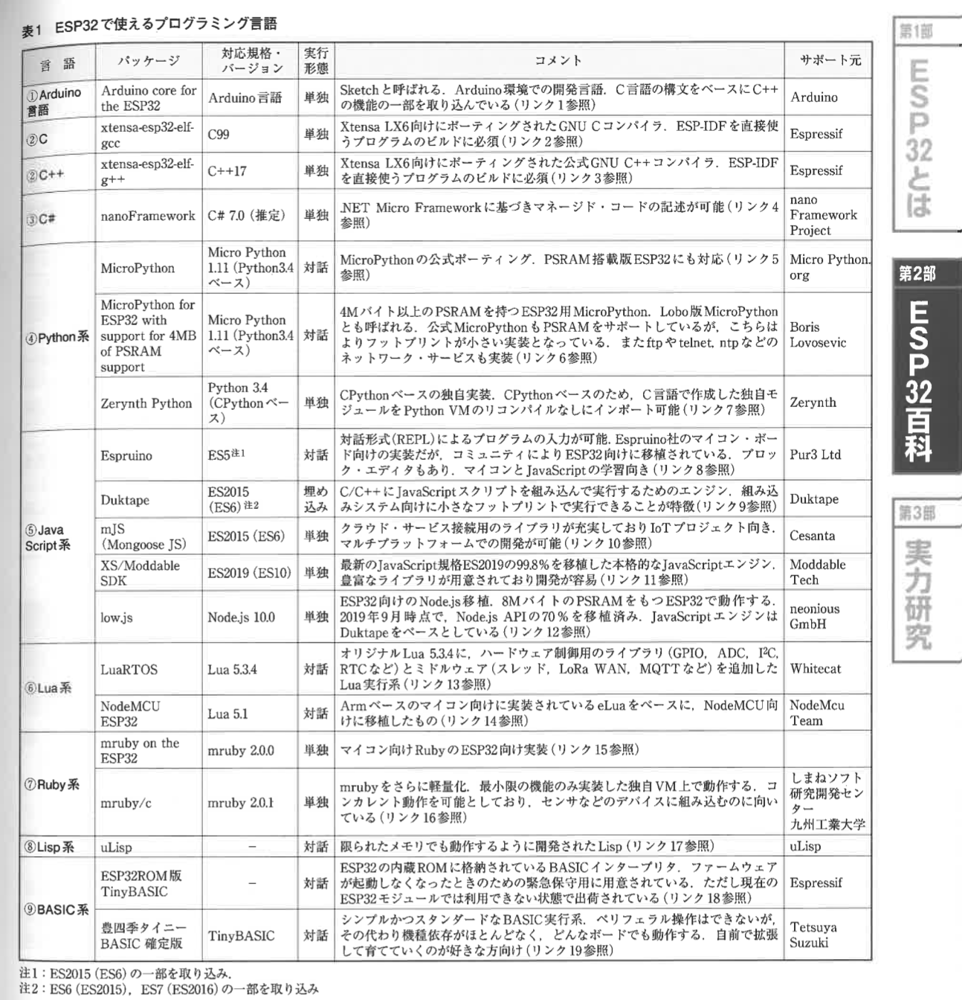 表1 ESP32で使えるプログラミング言語
言 語
パッケージ
対応規格・
バージョン
実行
形態
コメント
サポート元
①Arduino
言語
Arduino core for
the ESP32
Arduino言語
単独
Sketchと呼ばれる．Arduino環境での開発言語．C言語の構文をベースにC++
の機能の一部を取り込んでいる(リンク1参照)
Arduino
②C
xtensa-esp32-elf-
gcc
C99
単独
Xtensa LX6向けにポーティングされたGNU Cコンパイラ．ESP-IDFを直接使
うプログラムのビルドに必須(リンク2参照)
Espressif
②C++
xtensa-esp32-elf-
g++
C++17
単独
Xtensa LX6向けにポーティングされた公式GNU C++コンパイラ．ESP-IDF
を直接使うプログラムのビルドに必須(リンク3参照)
Espressif
③C#
nanoFramework
C# 7.0 (推定)
単独
.NET Micro Frameworkに基づきマネージド・コードの記述が可能(リンク4
参照)
nano
Framework
Project
④Python系
MicroPython
Micro Python
1.11 (Python3.4
ベース)
対話
MicroPythonの公式ポーティング．PSRAM搭載版ESP32にも対応(リンク5
参照)
Micro Python.
org
MicroPython for
ESP32 with
support for 4MB
of PSRAM
support
Micro Python
1.11 (Python3.4
ベース)
対話
4Mバイト以上のPSRAMを持つESP32用MicroPython．Lobo版MicroPython
とも呼ばれる．公式MicroPythonもPSRAMをサポートしているが，こちらは
よりフットプリントが小さい実装となっている．またftpやtelnet, ntpなどの
ネットワーク・サービスも実装(リンク6参照)
Boris
Lovosevic
Zerynth Python
Python 3.4
(CPythonベー
ス)
単独
CPythonベースの独自実装．CPythonベースのため，C言語で作成した独自モ
ジュールをPython VMのリコンパイルなしにインポート可能(リンク7参照)
Zerynth
⑤Java
Script系
Espruino
ES5注1
対話
対話形式(REPL)によるプログラムの入力が可能．Espruino社のマイコン・ボー
ド向けの実装だが，コミュニティによりESP32向けに移植されている．ブロッ
ク・エディタもあり．マイコンとJavaScriptの学習向き(リンク8参照)
Pur3 Ltd
Duktape
ES2015
(ES6)注2
埋め
込み
C/C++にJavaScriptスクリプトを組み込んで実行するためのエンジン．組み込
みシステム向けに小さなフットプリントで実行できることが特徴(リンク9参照)
Duktape
mJS
(Mongoose JS)
ES2015 (ES6)
単独
クラウド・サービス接続用のライブラリが充実しておりIoTプロジェクト向き．
マルチプラットフォームでの開発が可能(リンク10参照)
Cesanta
XS/Moddable
SDK
ES2019 (ES10)
単独
最新のJavaScript規格ES2019の99.8%を移植した本格的なJavaScriptエンジン．
豊富なライブラリが用意されており開発が容易(リンク11参照)
Moddable
Tech
low.js
Node.js 10.0
単独
ESP32向けのNode.js移植．8MバイトのPSRAMをもつESP32で動作する．
2019年9月時点で，Node.js APIの70％を移植済み．JavaScriptエンジンは
Duktapeをベースとしている(リンク12参照)
neonious
GmbH
⑥Lua系
LuaRTOS
Lua 5.3.4
対話
オリジナルLua 5.3.4に，ハードウェア制御用のライブラリ(GPIO，ADC，I²C，
RTCなど)とミドルウェア(スレッド，LoRa WAN，MQTTなど)を追加した
Lua実行系(リンク13参照)
Whitecat
NodeMCU
ESP32
Lua 5.1
対話
Armベースのマイコン向けに実装されているeLuaをベースに，NodeMCU向
けに移植したもの(リンク14参照)
NodeMcu
Team
⑦Ruby系
mruby on the
ESP32
mruby 2.0.0
単独
マイコン向けRubyのESP32向け実装(リンク15参照)
mruby/c
mruby 2.0.1
単独
mrubyをさらに軽量化．最小限の機能のみ実装した独自VM上で動作する．コ
ンカレント動作を可能としており，センサなどのデバイスに組み込むのに向い
ている(リンク16参照)
しまねソフト
研究開発セン
ター
九州工業大学
⑧Lisp系
uLisp
－
対話
限られたメモリでも動作するように開発されたLisp(リンク17参照)
uLisp
⑨BASIC系
ESP32ROM版
TinyBASIC
－
対話
ESP32の内蔵ROMに格納されているBASICインタープリタ．ファームウェア
が起動しなくなったときのための緊急保守用に用意されている．ただし現在の
ESP32モジュールでは利用できない状態で出荷されている(リンク18参照)
Espressif
豊四季タイニー
BASIC 確定版
TinyBASIC
対話
シンプルかつスタンダードなBASIC実行系．ペリフェラル操作はできないが，
その代わり機種依存がほとんどなく，どんなボードでも動作する．自前で拡張
して育てていくのが好きな方向け(リンク19参照)
Tetsuya
Suzuki
注1：ES2015 (ES6) の一部を取り込み．
注2：ES6 (ES2015)，ES7 (ES2016) の一部を取り込み
第1部
ESP32とは
第2部
ESP32百科
第3部
実力研究